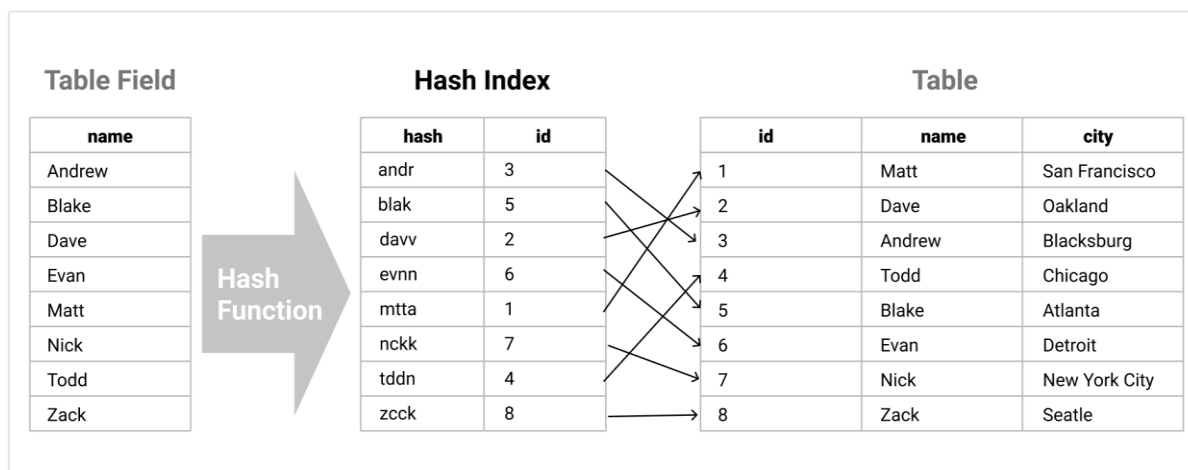 Table Field
Hash Index
Table
name
hash id
id name city
Andrew
andr 3
1 Matt San Francisco
Blake
blak 5
2 Dave Oakland
Dave
davv 2
3 Andrew Blacksburg
Evan
evnn 6
4 Todd Chicago
Matt
mtta 1
5 Blake Atlanta
Nick
nckk 7
6 Evan Detroit
Todd
tddn 4
7 Nick New York City
Zack
zcck 8
8 Zack Seatle
Hash
Function